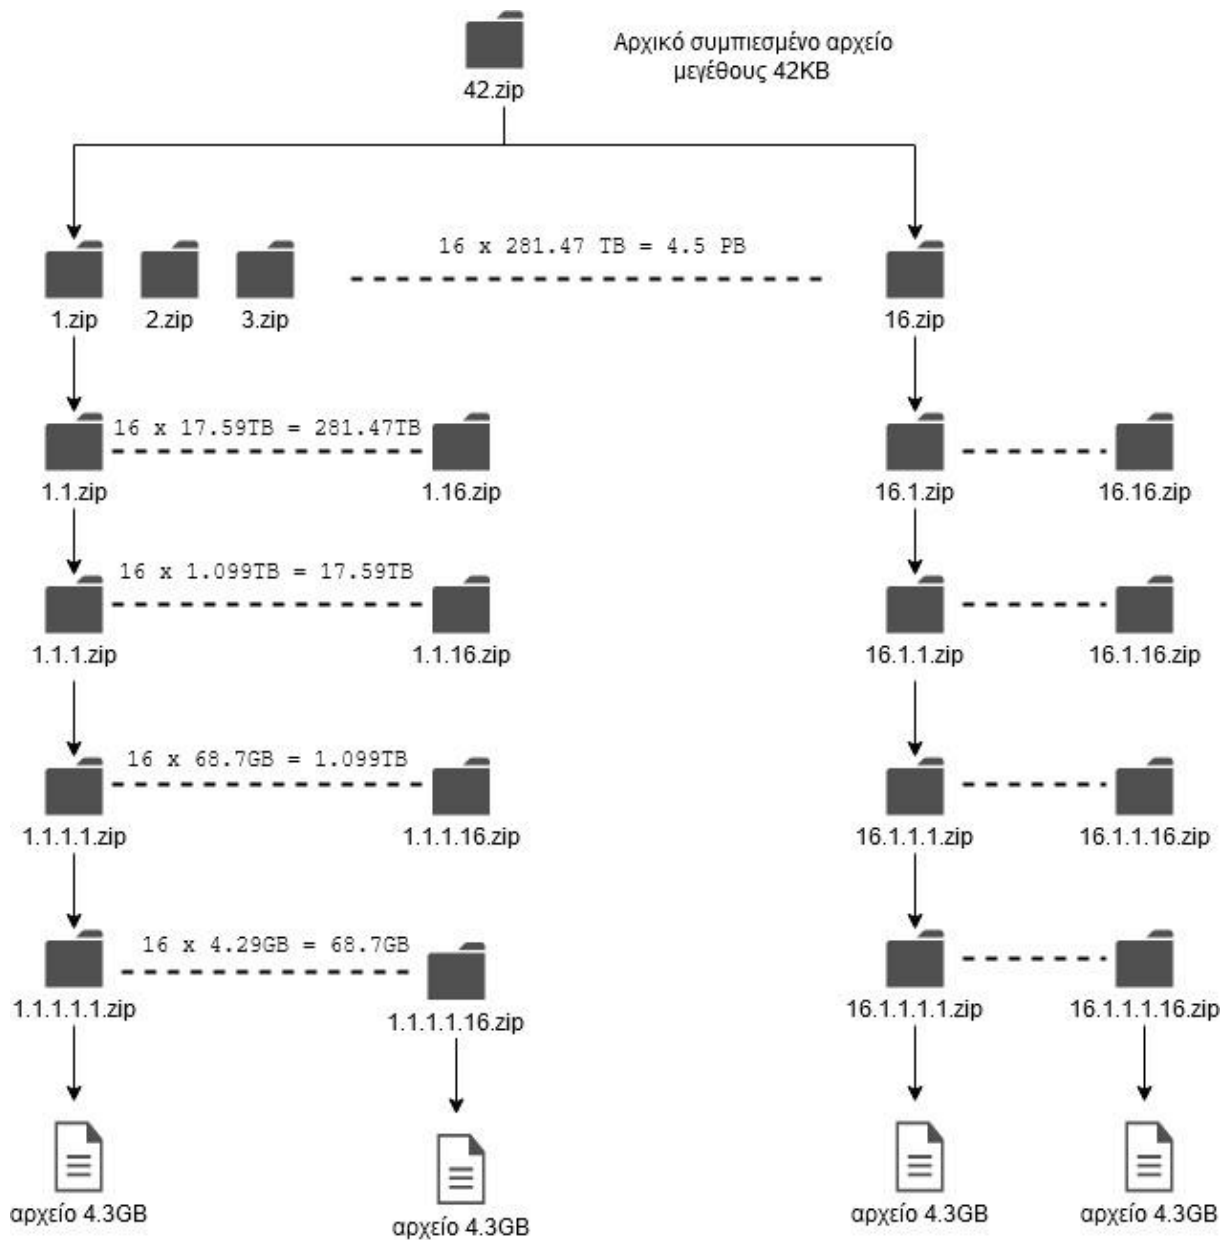 Αρχικό συμπιεσμένο αρχείο
μεγέθους 42KB
42.zip
16 x 281.47 TB = 4.5 PB
1.zip
2.zip
3.zip
16.zip
16 x 17.59TB = 281.47TB
1.1.zip
1.16.zip
16.1.zip
16.16.zip
16 x 1.099TB = 17.59TB
1.1.1.zip
1.1.16.zip
16.1.1.zip
16.1.16.zip
16 x 68.7GB = 1.099TB
1.1.1.1.zip
1.1.1.16.zip
16.1.1.1.zip
16.1.1.16.zip
16 x 4.29GB = 68.7GB
1.1.1.1.1.zip
1.1.1.1.16.zip
16.1.1.1.1.zip
16.1.1.1.16.zip
αρχείο 4.3GB
αρχείο 4.3GB
αρχείο 4.3GB
αρχείο 4.3GB